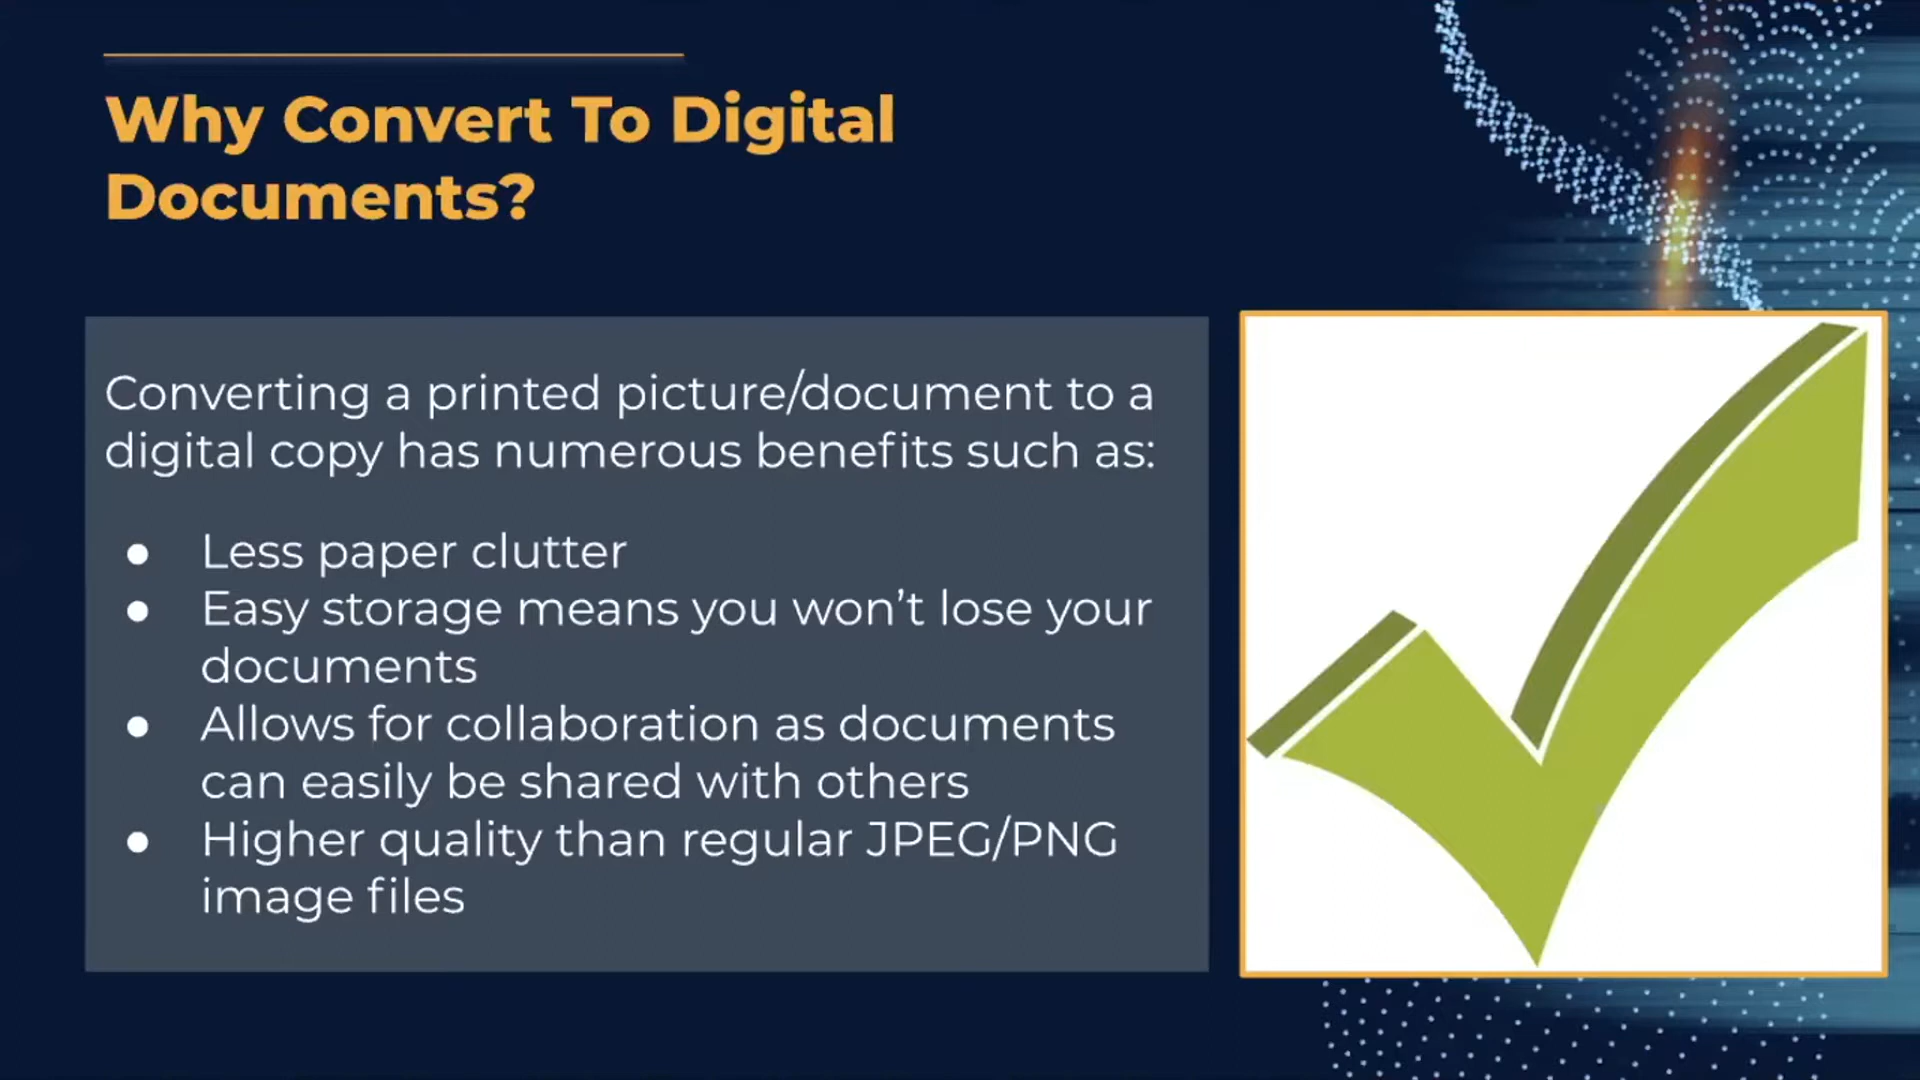 Why Convert To Digital
Documents?
Converting a printed picture/document to a
digital copy has numerous benefits such as:
● Less paper clutter
● Easy storage means you won’t lose your
documents
● Allows for collaboration as documents
can easily be shared with others
● Higher quality than regular JPEG/PNG
image files